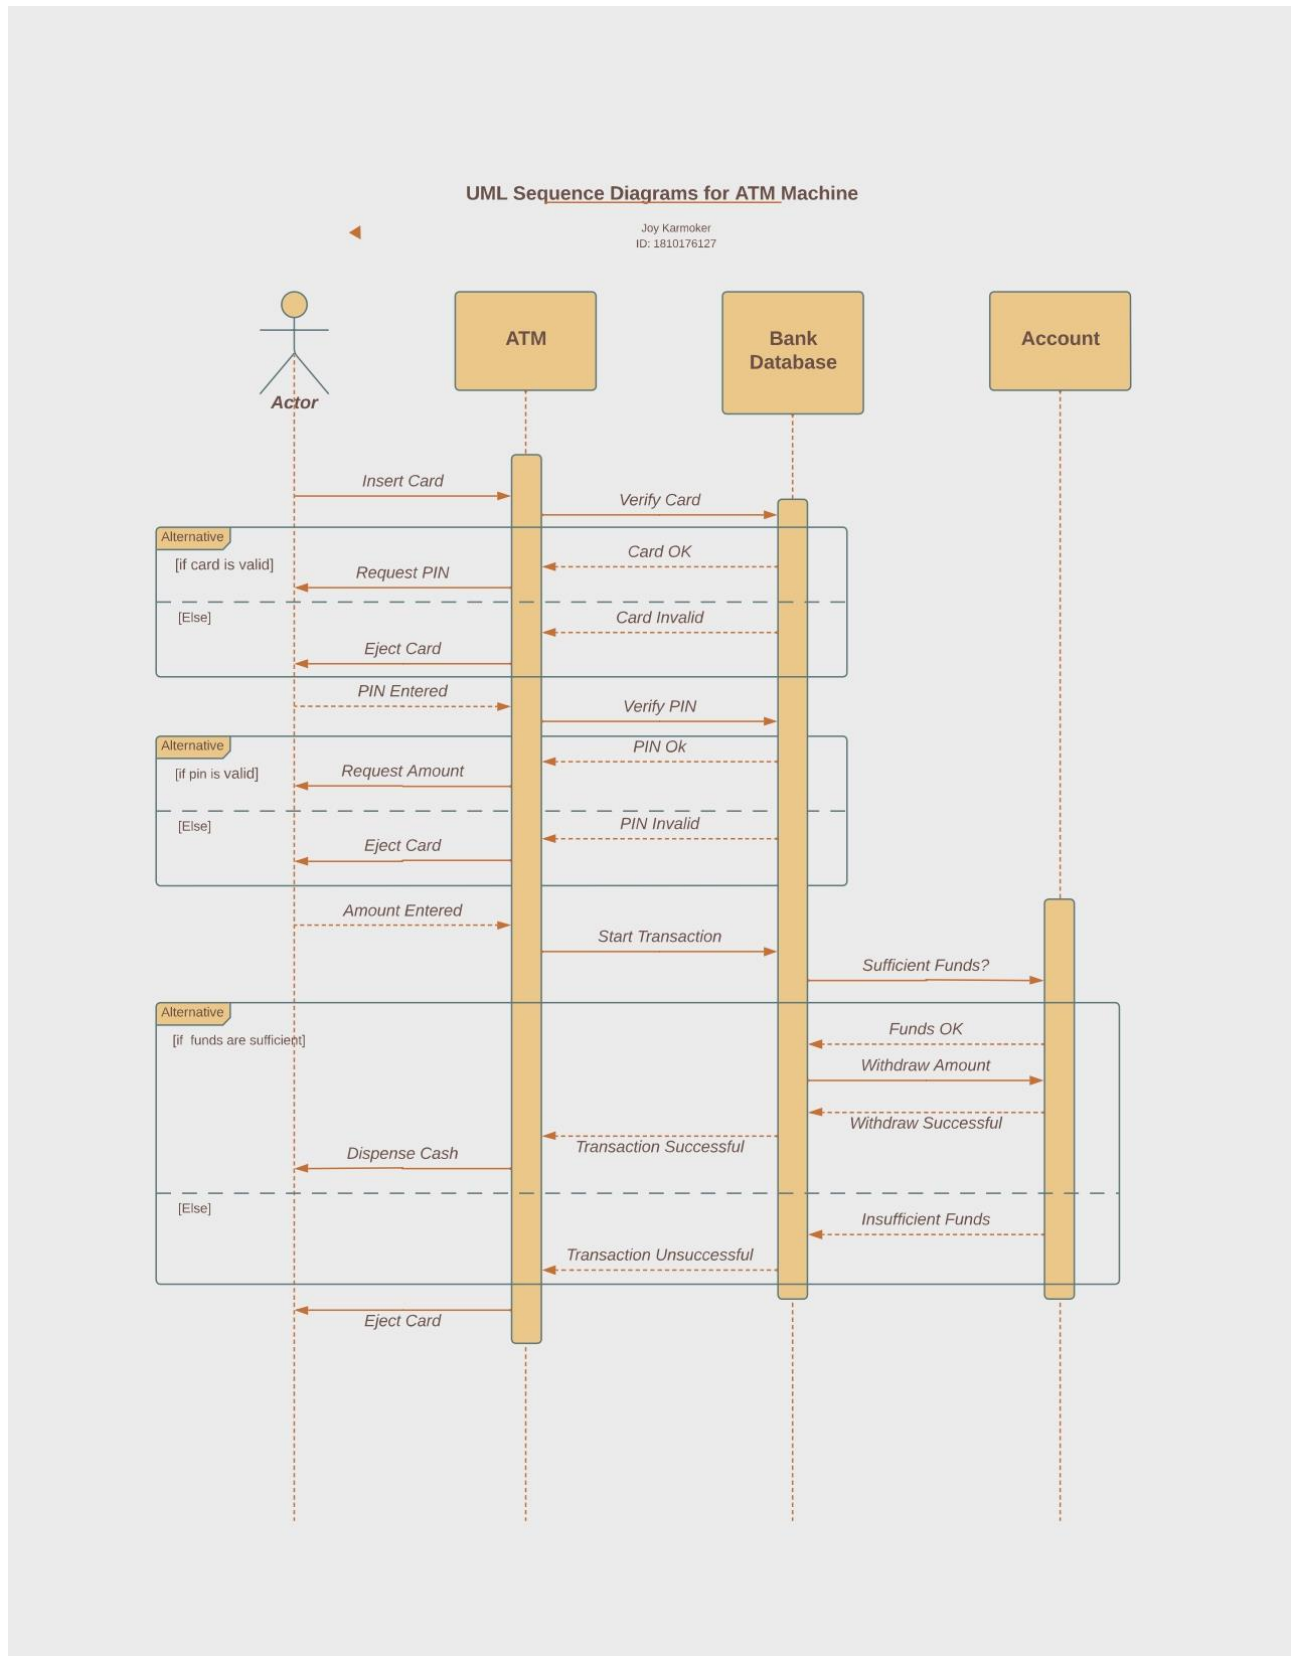 UML Sequence Diagrams for ATM Machine
Joy Karmoker
ID: 1810176127
Actor
ATM
Bank
Database
Account
Insert Card
Verify Card
Alternative
[if card is valid]
Card OK
Request PIN
[Else]
Card Invalid
Eject Card
PIN Entered
Verify PIN
Alternative
[if pin is valid]
PIN Ok
Request Amount
[Else]
PIN Invalid
Eject Card
Amount Entered
Start Transaction
Sufficient Funds?
Alternative
[if  funds are sufficient]
Funds OK
Withdraw Amount
Withdraw Successful
Transaction Successful
Dispense Cash
[Else]
Insufficient Funds
Transaction Unsuccessful
Eject Card